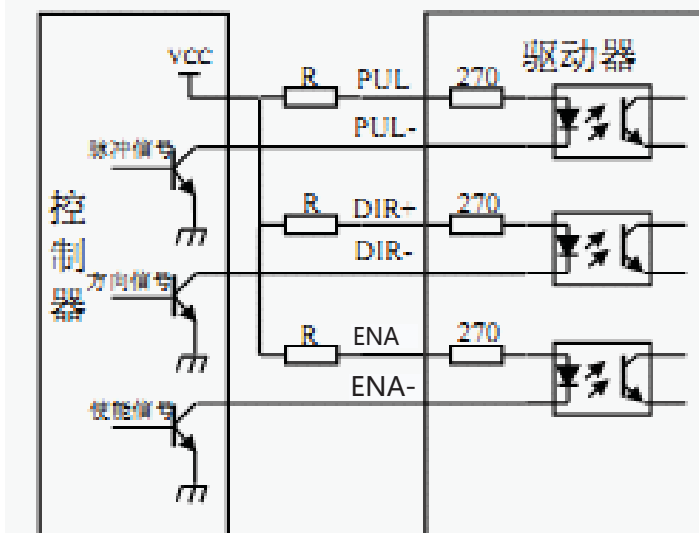 驱动器
VCC
R
PUL
270
PUL-
脉冲信号
控制器
R
DIR+
270
DIR-
方向信号
R
ENA
270
ENA-
使能信号